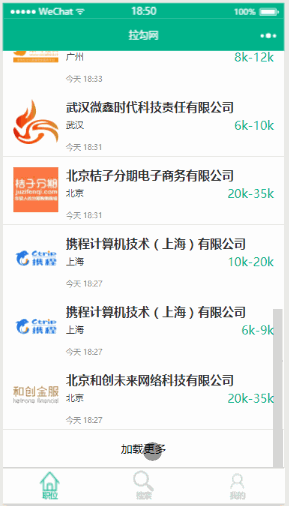 WeChat
18:50
100%
拉勾网
广州
8k-12k
今天 18:33
武汉微鑫时代科技责任有限公司
武汉
6k-10k
今天 18:31
桔子分期
juzifenqi.com
北京桔子分期电子商务有限公司
北京
20k-35k
今天 18:31
Ctrip
携程
携程计算机技术（上海）有限公司
上海
10k-20k
今天 18:27
Ctrip
携程
携程计算机技术（上海）有限公司
上海
6k-9k
今天 18:27
和创金服
hetrong financial
北京和创未来网络科技有限公司
北京
20k-35k
今天 18:27
加载更多
职位
搜索
我的